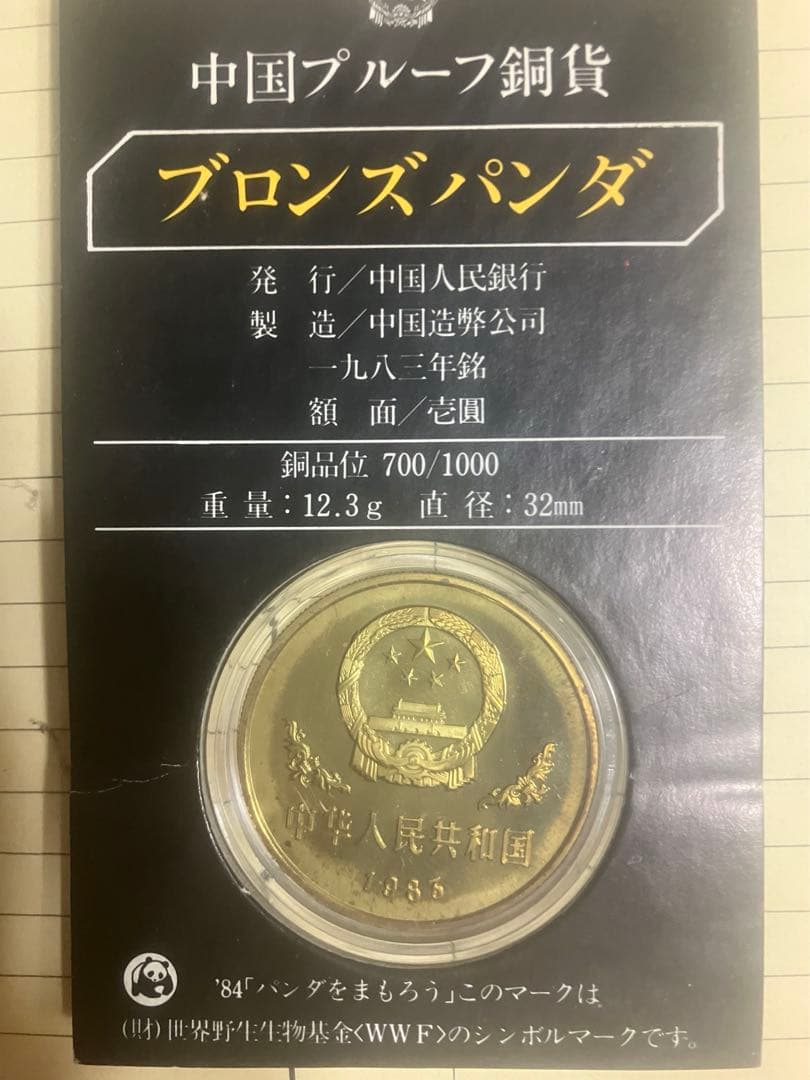 中国プルーフ銅貨
ブロンズパンダ
発　行／中国人民銀行
製　造／中国造弊公司
一九八三年銘
額　面／壱圓
銅品位 700/1000
重 量：12.3g　直 径：32mm
中华人民共和国
1983
'84「パンダをまもろう」このマークは
(財)世界野生生物基金<WWF>のシンボルマークです。